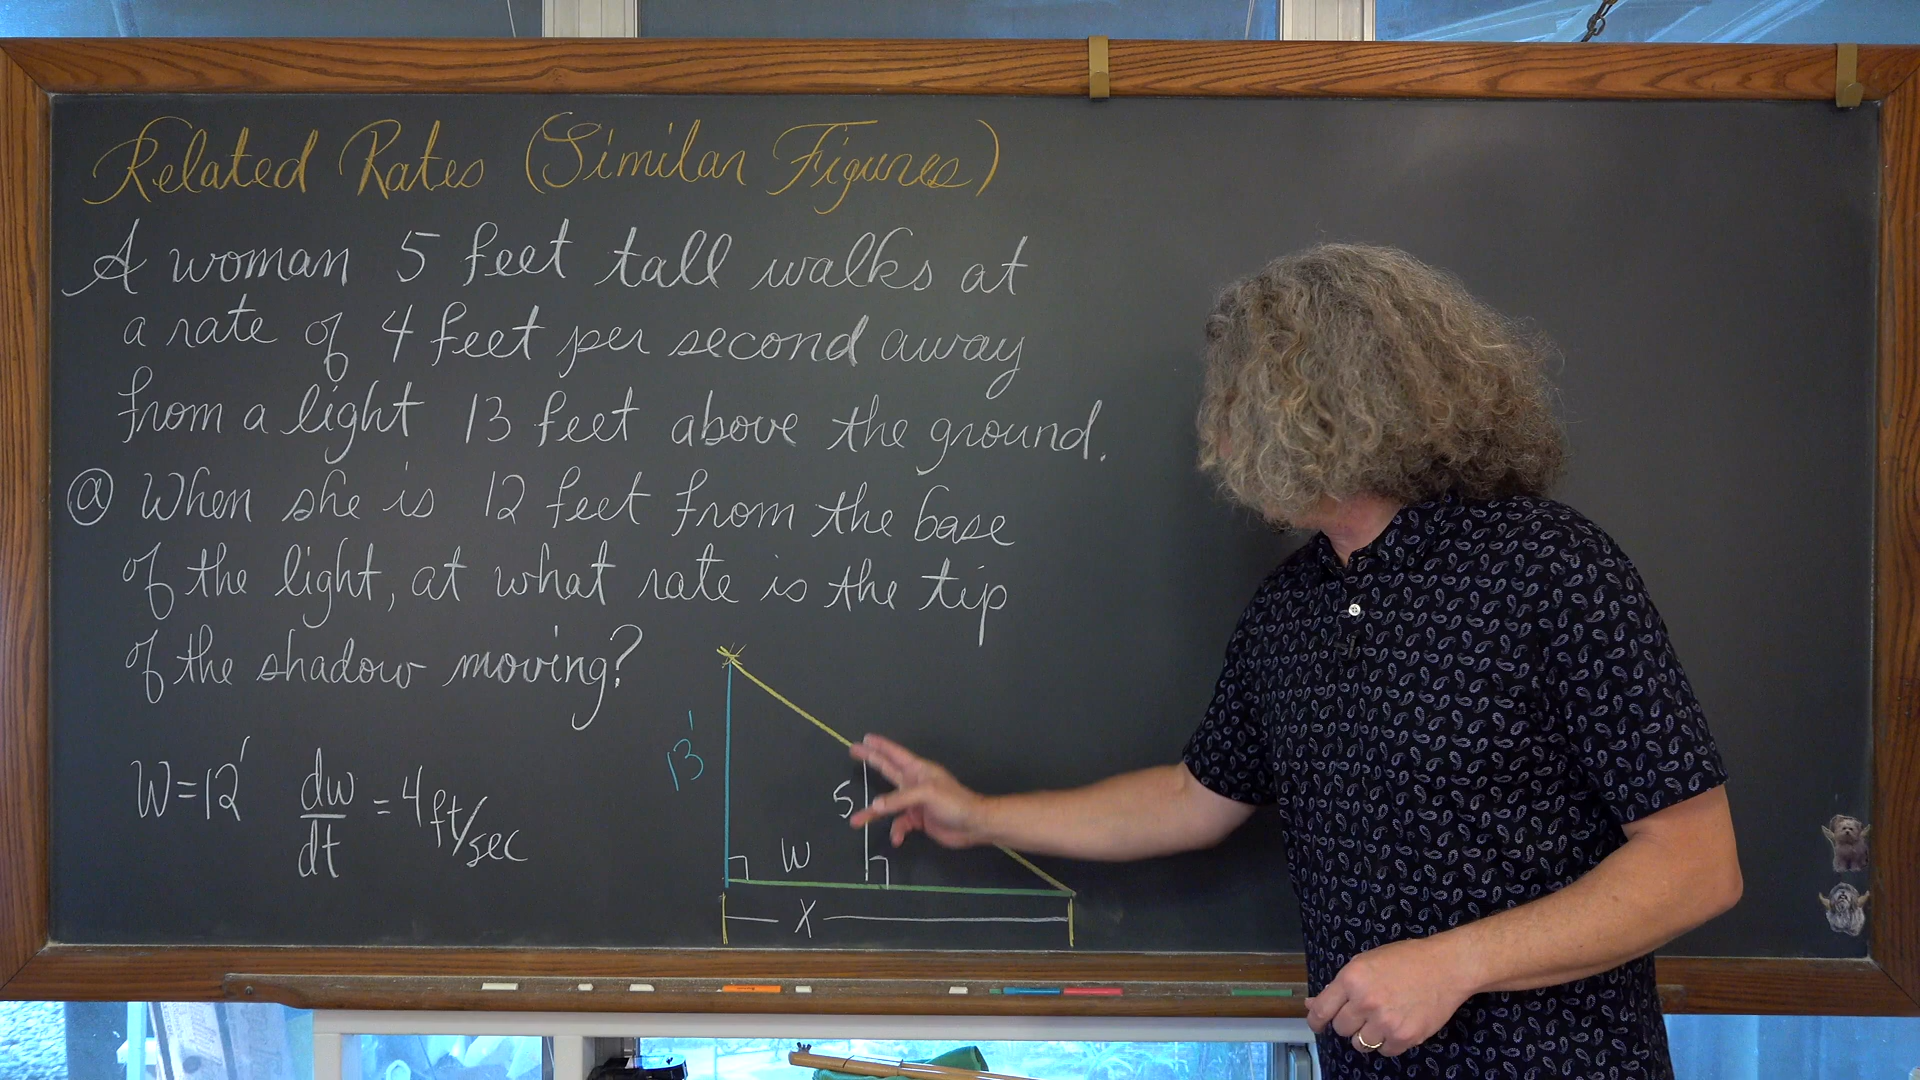 Related Rates (Similar Figures)
A woman 5 feet tall walks at
a rate of 4 feet per second away
from a light 13 feet above the ground.
ⓐ When she is 12 feet from the base
of the light, at what rate is the tip
of the shadow moving?
W=12' dw/dt = 4 ft/sec
13'
5
W
X